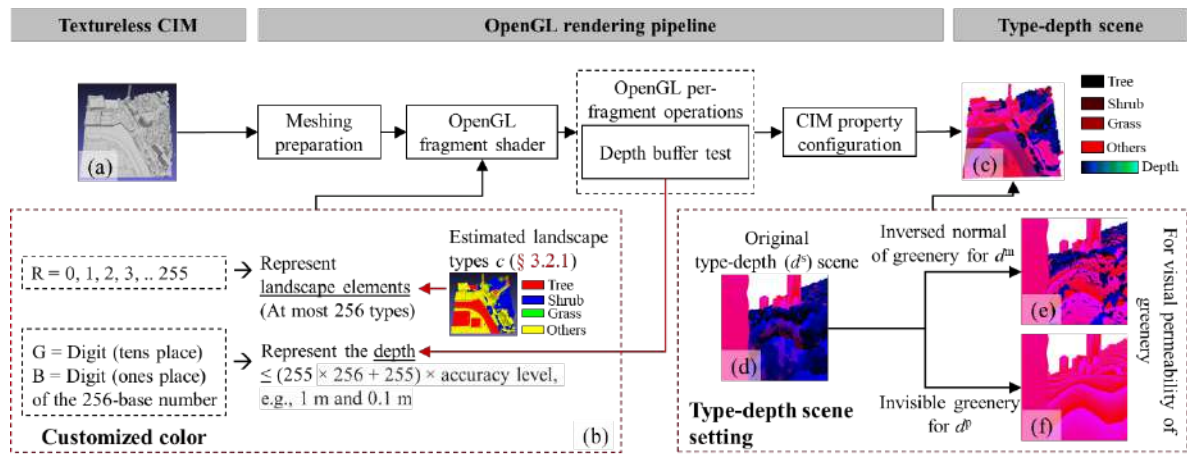 Textureless CIM
OpenGL rendering pipeline
Type-depth scene
(a)
Meshing
preparation
OpenGL
fragment shader
OpenGL per-
fragment operations
Depth buffer test
CIM property
configuration
(c)
Tree
Shrub
Grass
Others
Depth
R = 0, 1, 2, 3, .. 255
Represent
landscape elements
(At most 256 types)
Estimated landscape
types c (§ 3.2.1)
Tree
Shrub
Grass
Others
G = Digit (tens place)
B = Digit (ones place)
of the 256-base number
Represent the depth
≤ (255 × 256 + 255) × accuracy level,
e.g., 1 m and 0.1 m
Customized color
(b)
Original
type-depth (dˢ) scene
(d)
Inversed normal
of greenery for dᵐ
(e)
Invisible greenery
for dᵖ
(f)
For visual permeability of
greenery
Type-depth scene
setting